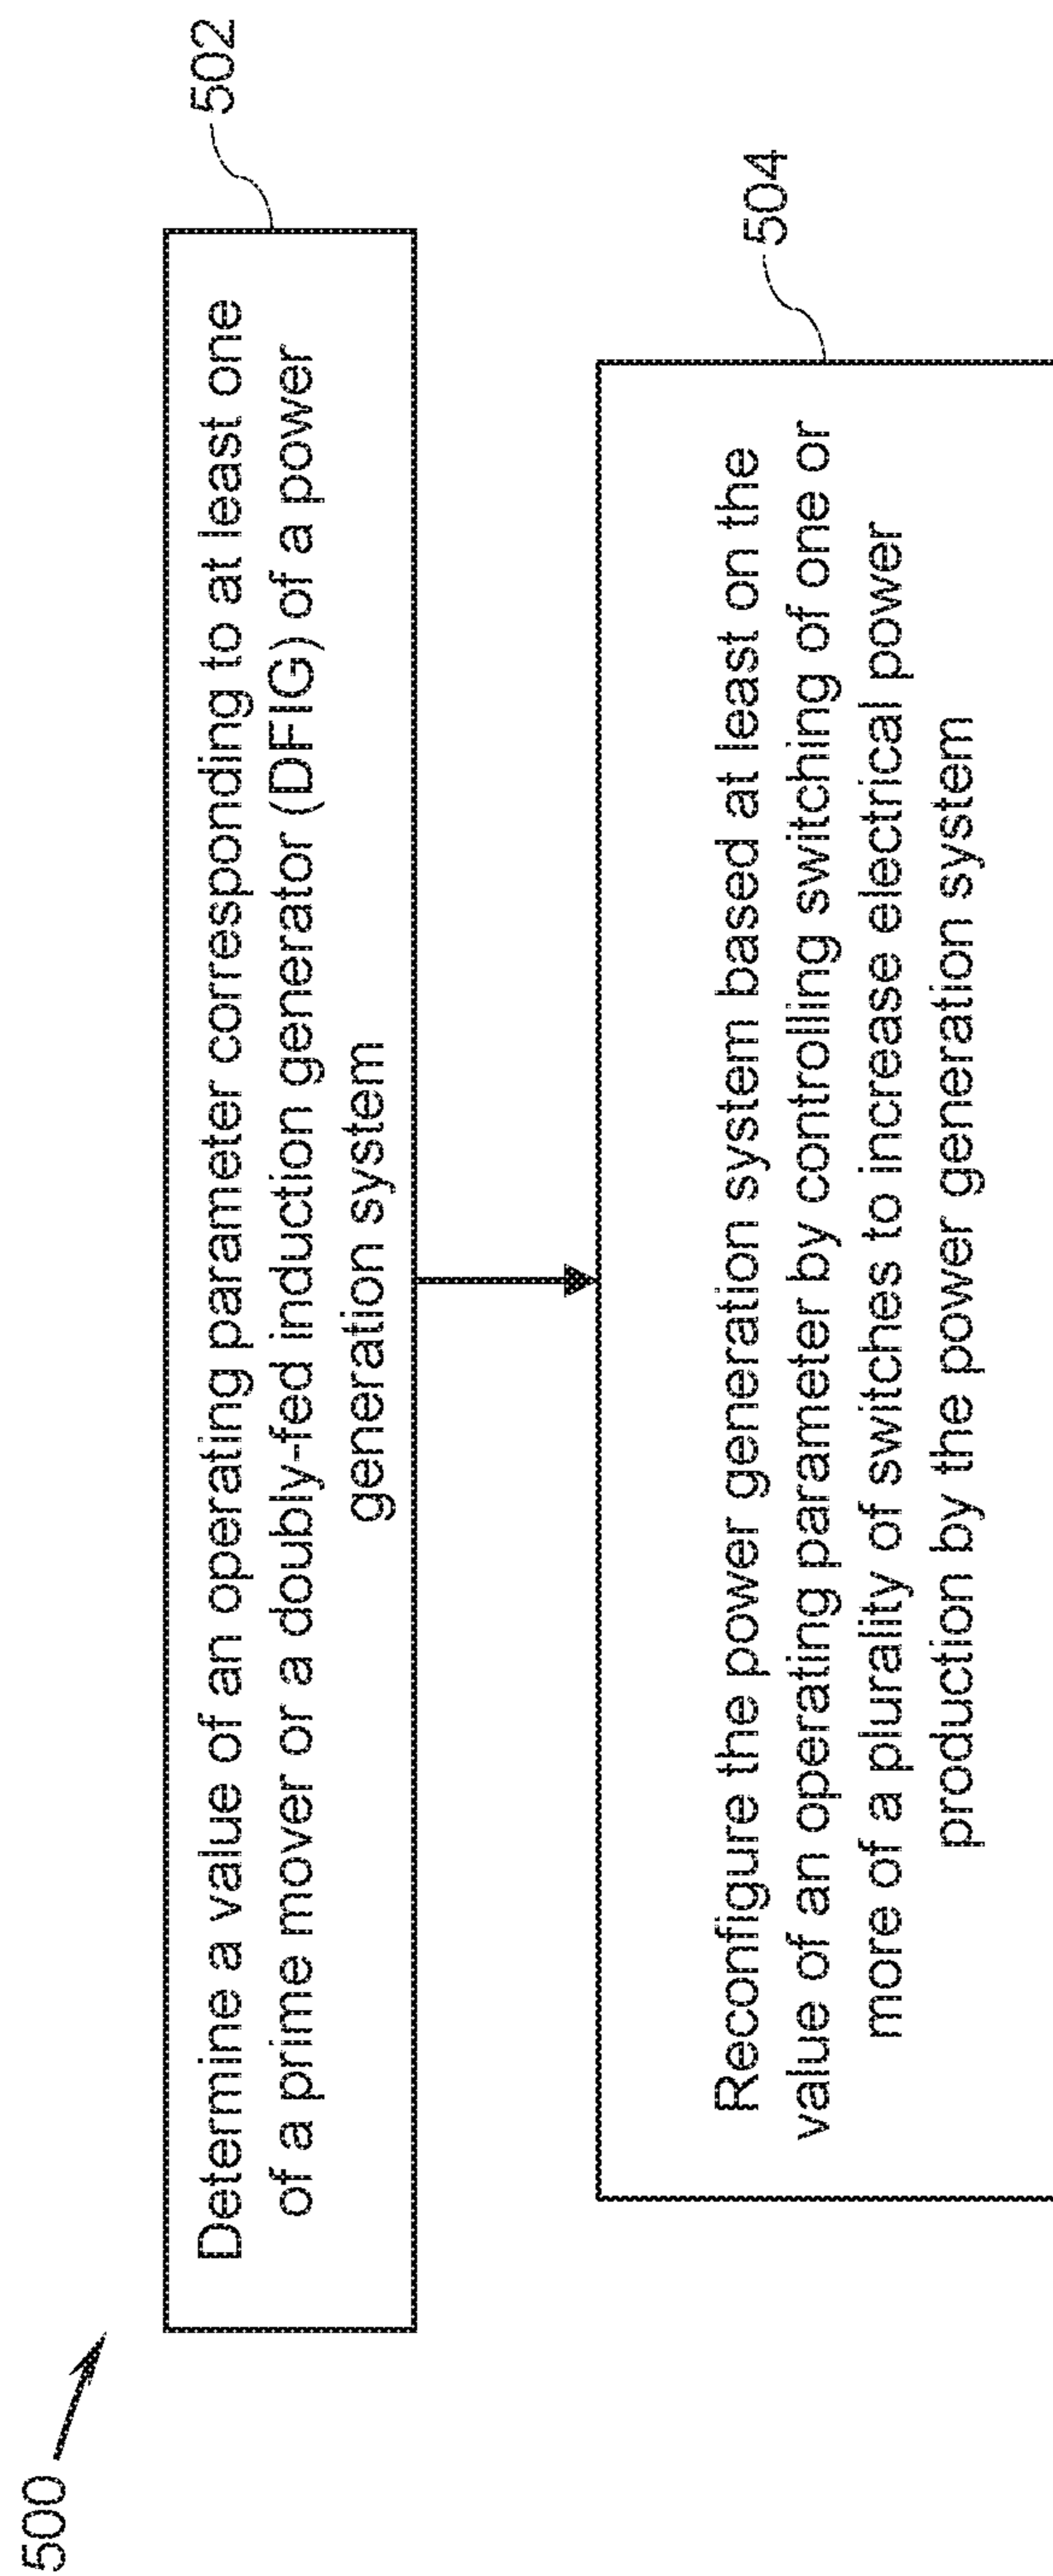 500
Determine a value of an operating parameter corresponding to at least one
of a prime mover or a doubly-fed induction generator (DFIG) of a power
generation system
502
Reconfigure the power generation system based at least on the
value of an operating parameter by controlling switching of one or
more of a plurality of switches to increase electrical power
production by the power generation system
504